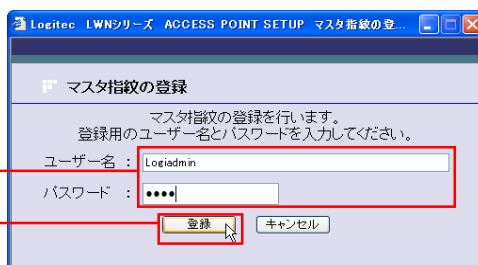 Logitec LWNシリーズ ACCESS POINT SETUP マスタ指紋の登...
マスタ指紋の登録
マスタ指紋の登録を行います。
登録用のユーザー名とパスワードを入力してください。
ユーザー名 : Logiadmin
パスワード : ●●●●
登録 キャンセル